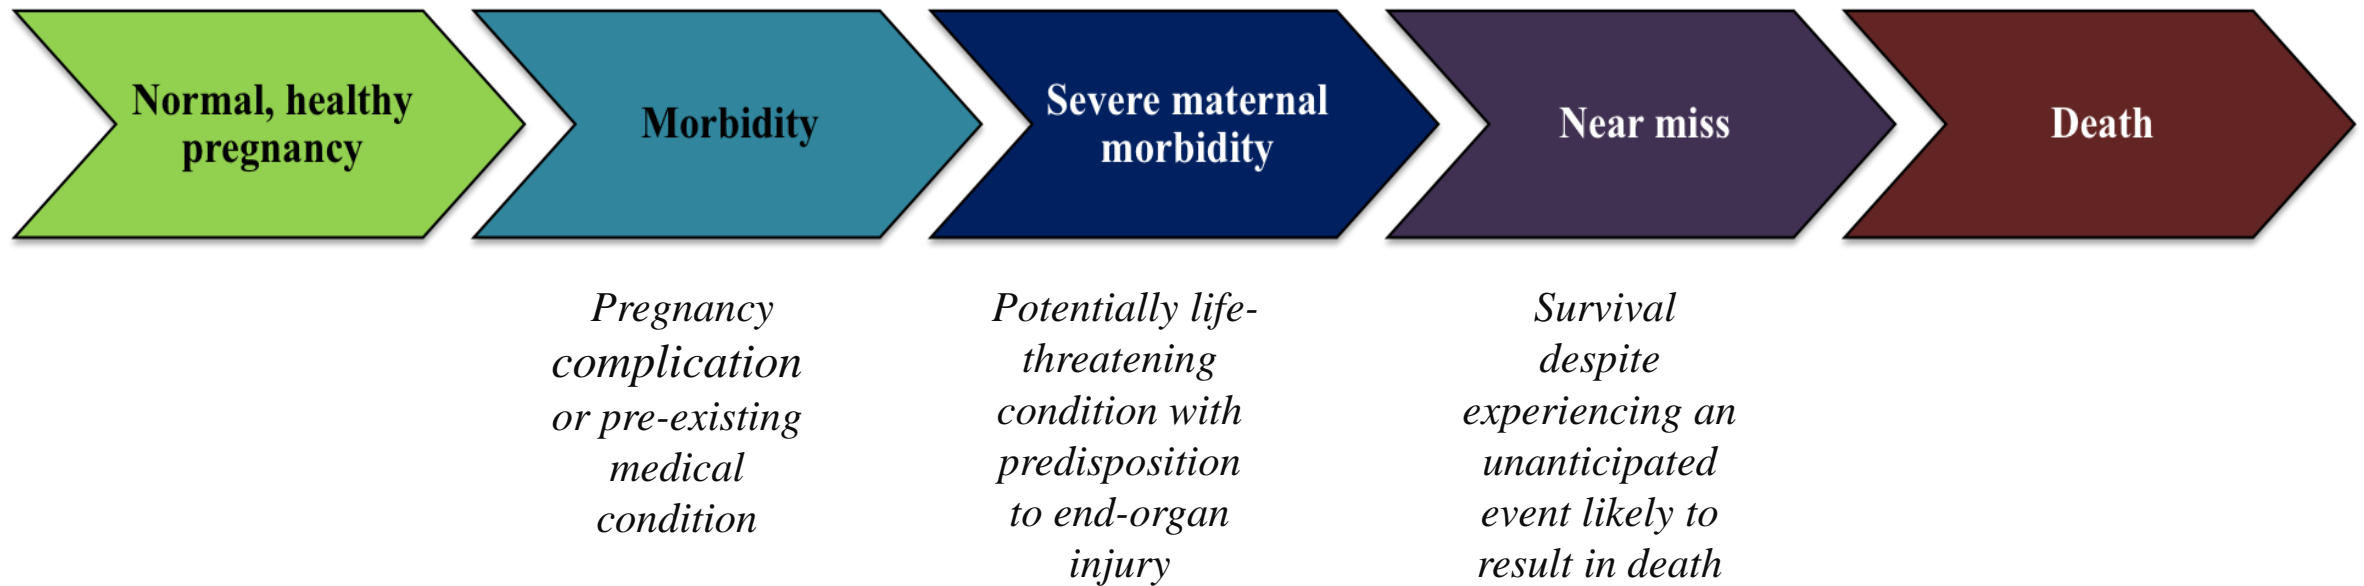 Normal, healthy
pregnancy
Morbidity
Severe maternal
morbidity
Near miss
Death
Pregnancy
complication
or pre-existing
medical
condition
Potentially life-
threatening
condition with
predisposition
to end-organ
injury
Survival
despite
experiencing an
unanticipated
event likely to
result in death